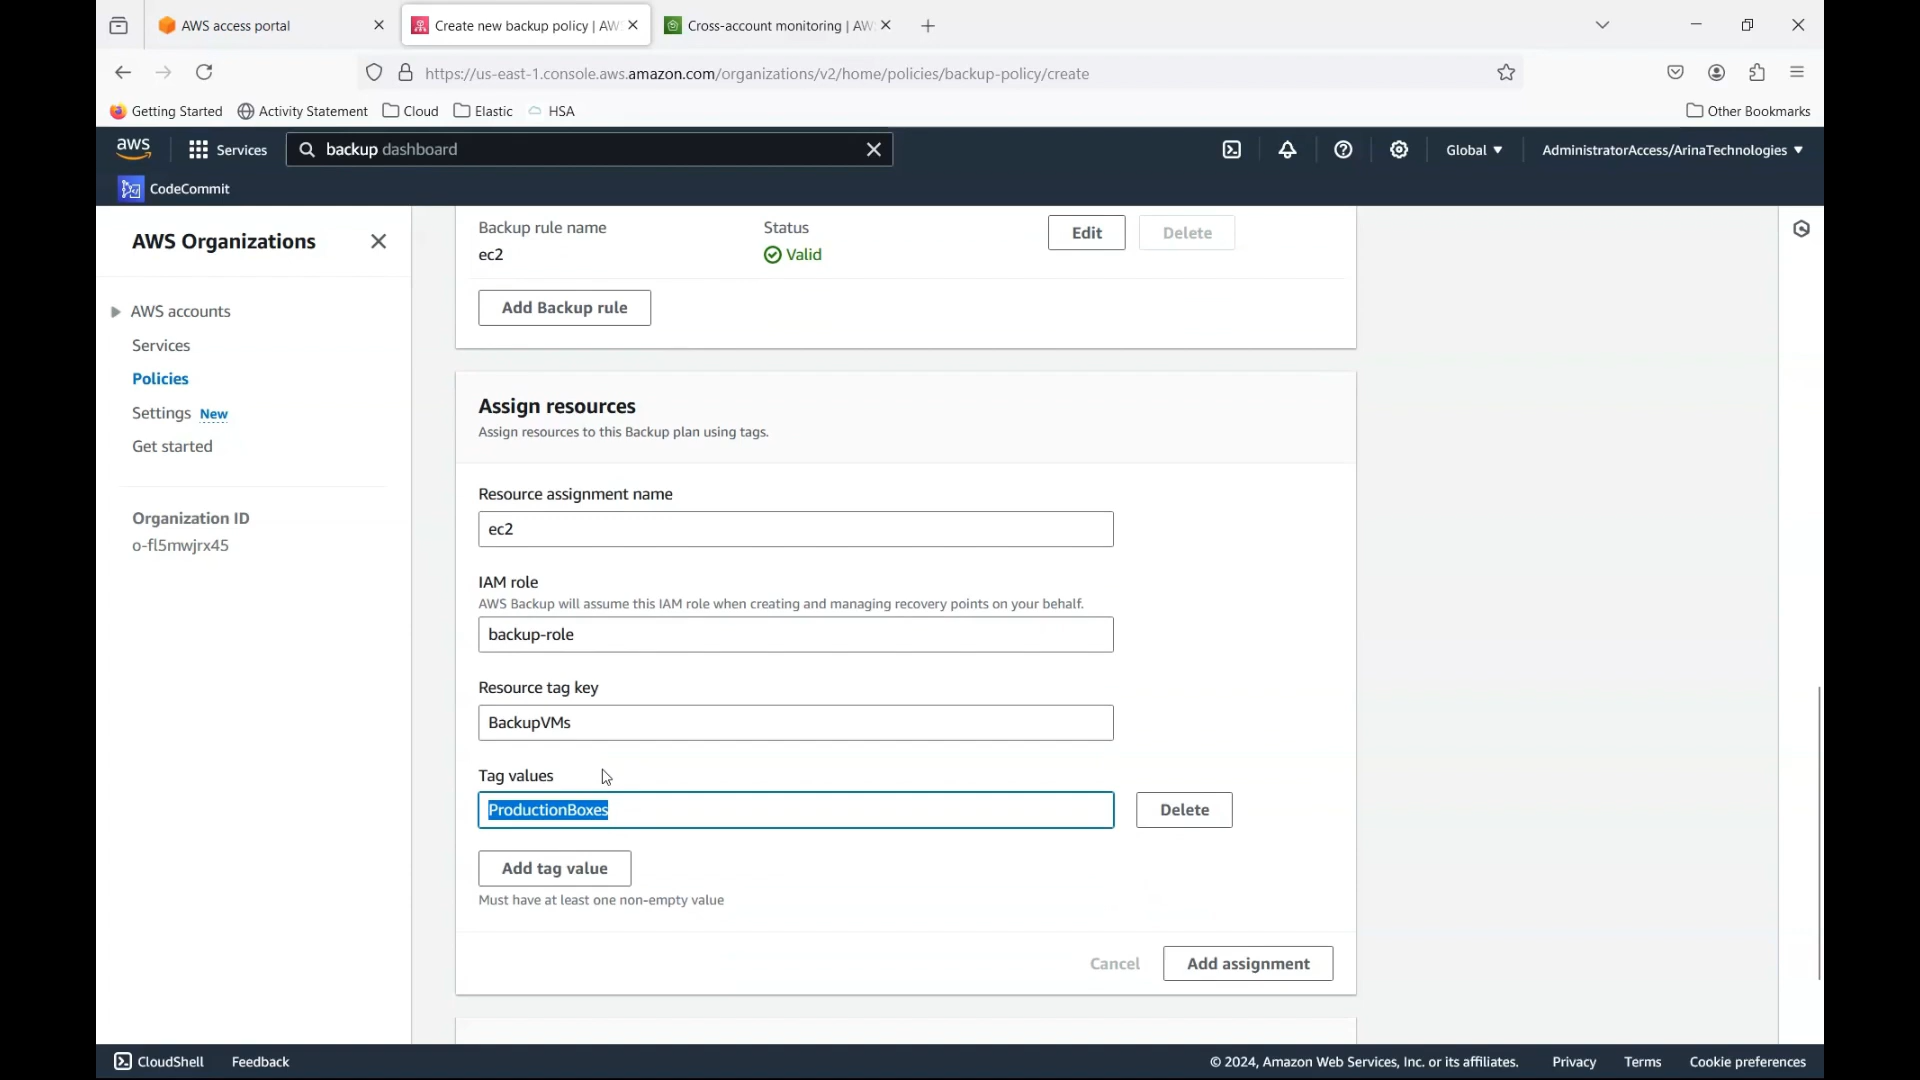 AWS access portal
Create new backup policy | AW
Cross-account monitoring | AW
https://us-east-1.console.aws.amazon.com/organizations/v2/home/policies/backup-policy/create
Getting Started
Activity Statement
Cloud
Elastic
HSA
Other Bookmarks
aws
Services
backup dashboard
Global
AdministratorAccess/ArinaTechnologies
CodeCommit
AWS Organizations
AWS accounts
Services
Policies
Settings New
Get started
Organization ID
o-fl5mwjrx45
Backup rule name
ec2
Status
Valid
Edit
Delete
Add Backup rule
Assign resources
Assign resources to this Backup plan using tags.
Resource assignment name
ec2
IAM role
AWS Backup will assume this IAM role when creating and managing recovery points on your behalf.
backup-role
Resource tag key
BackupVMs
Tag values
ProductionBoxes
Delete
Add tag value
Must have at least one non-empty value
Cancel
Add assignment
CloudShell
Feedback
© 2024, Amazon Web Services, Inc. or its affiliates.
Privacy
Terms
Cookie preferences